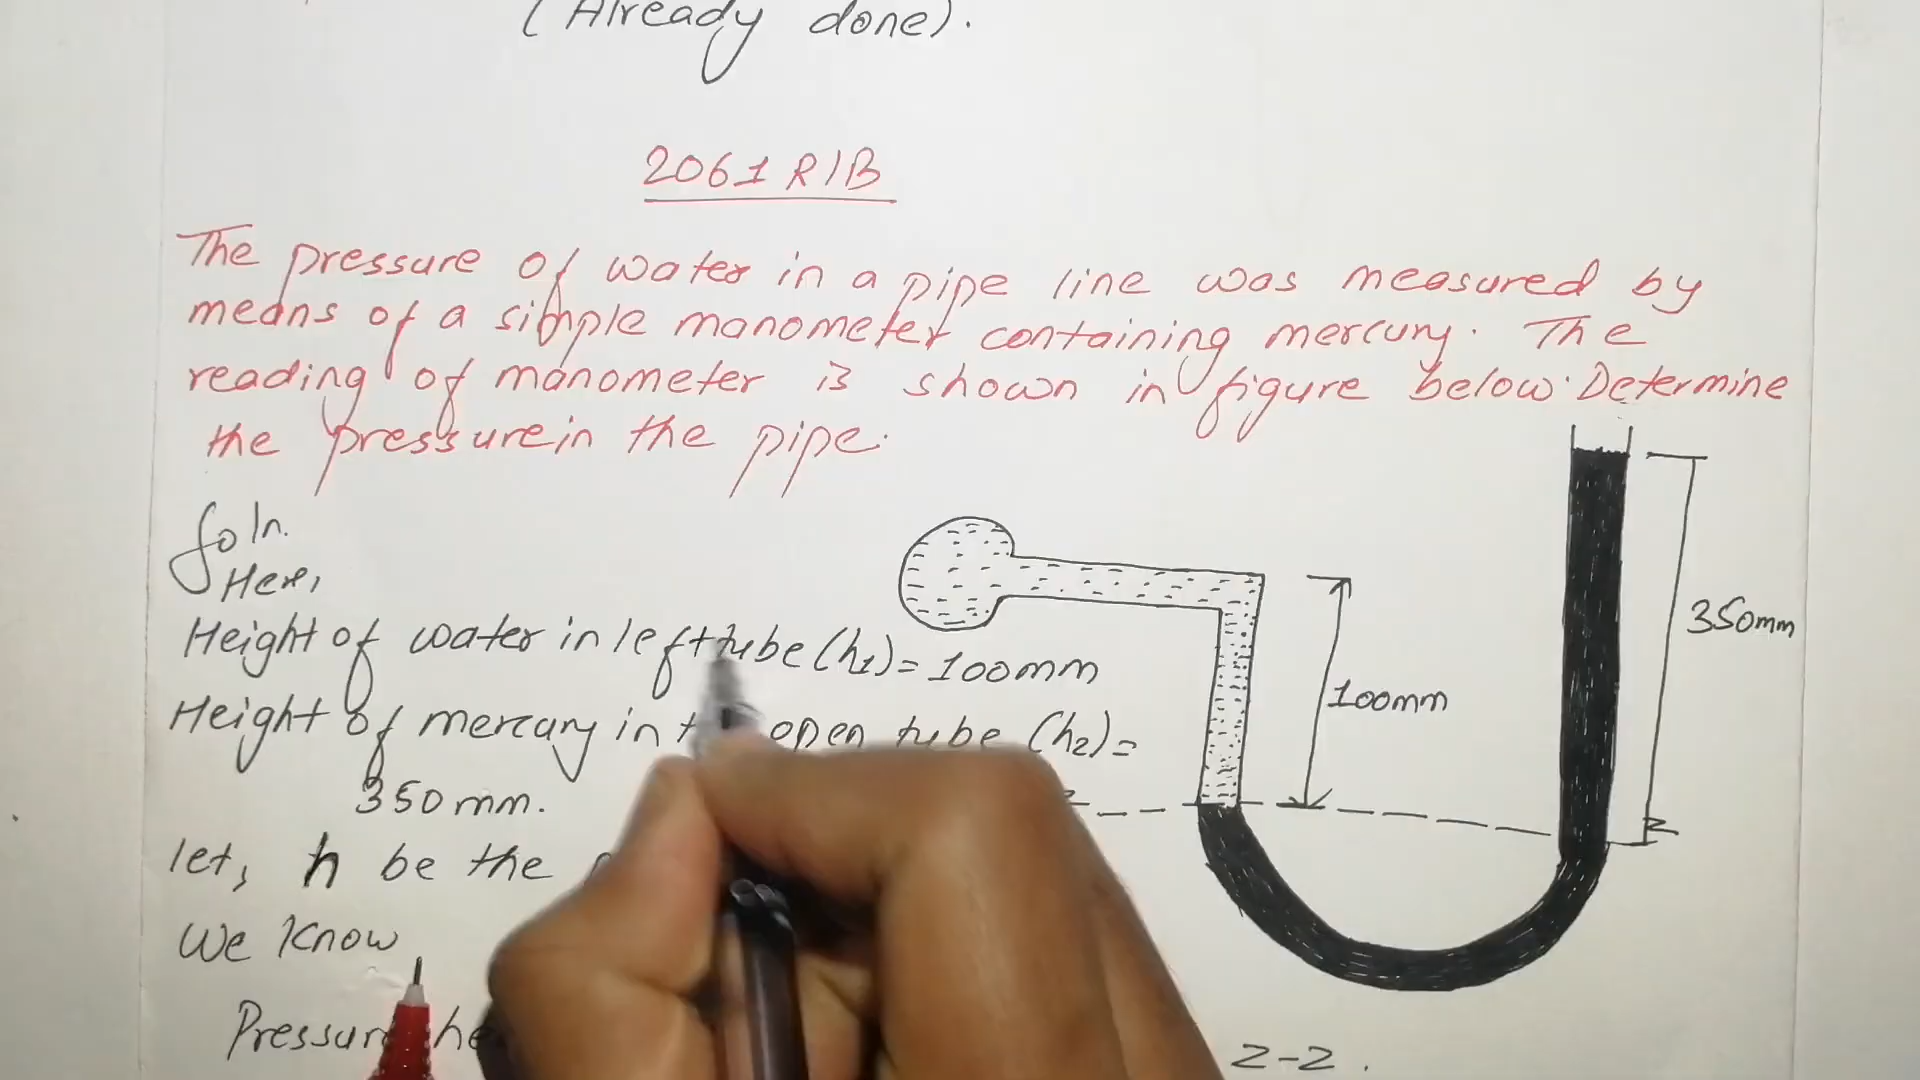 (Already done).
2061 R/B
The pressure of water in a pipe line was measured by
means of a simple manometer containing mercury. The
reading of manometer is shown in figure below. Determine
the pressure in the pipe.
Soln.
Here,
Height of water in left tube (h1) = 100mm
Height of mercury in open tube (h2) =
350mm.
let, h be the
We know
Pressure
Z-Z.
350mm
100mm
Z